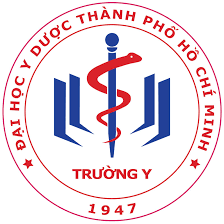 ĐẠI HỌC Y DƯỢC THÀNH PHỐ HỒ CHÍ MINH
TRƯỜNG Y
1947